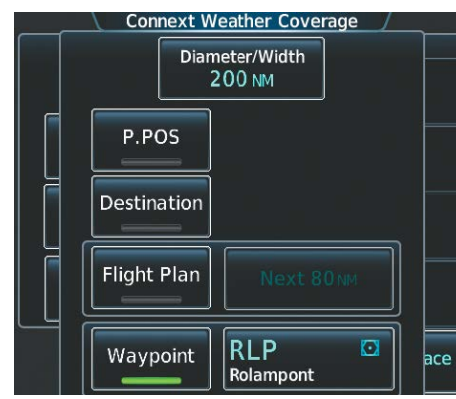 Connext Weather Coverage
Diameter/Width
200 NM
P.POS
Destination
Flight Plan
Next 80 NM
Waypoint
RLP
Rolampont
ace